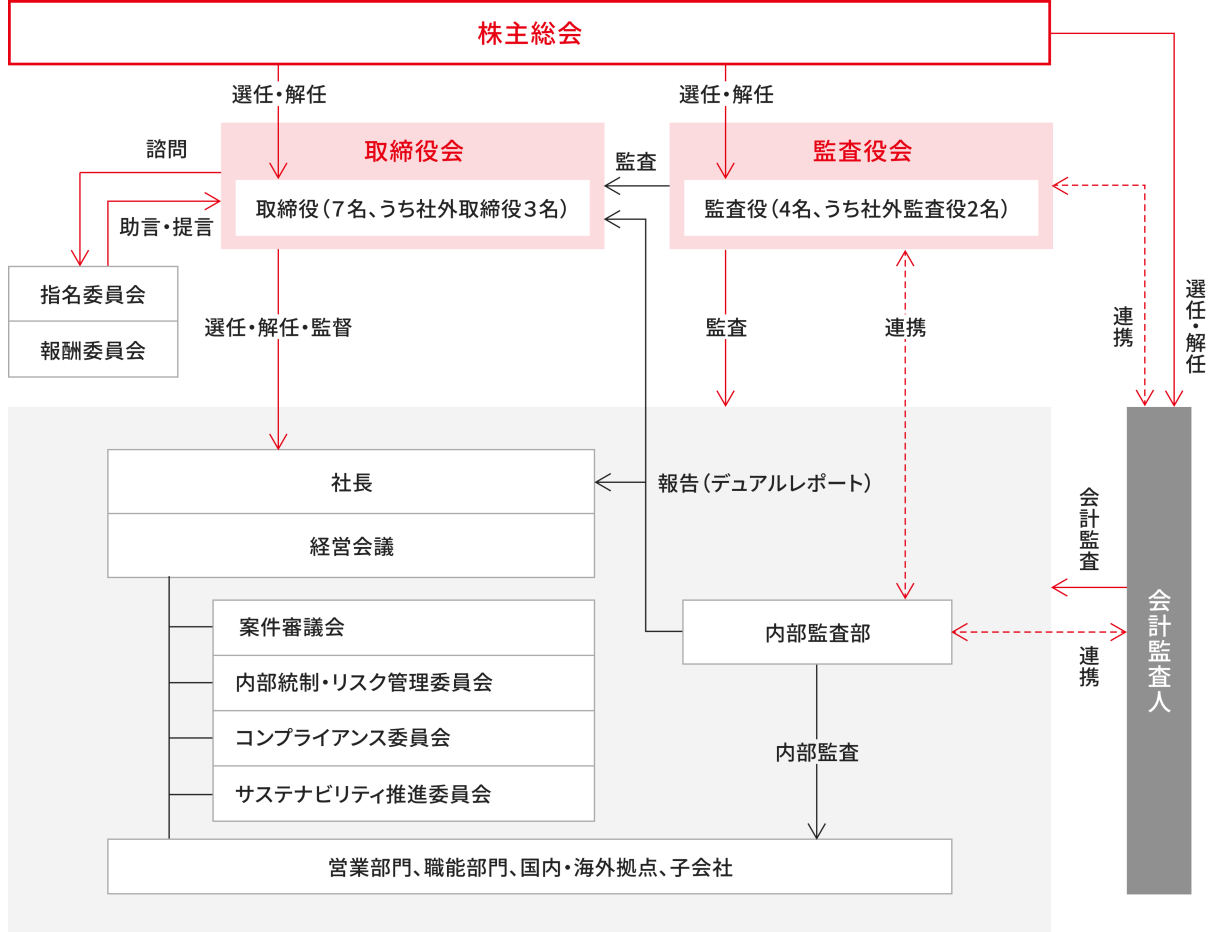 株主総会
選任・解任
選任・解任
諮問
取締役会
監査
監査役会
取締役（7名、うち社外取締役3名）
監査役（4名、うち社外監査役2名）
助言・提言
指名委員会
報酬委員会
選任・解任・監督
監査
連携
連携
選任・解任
社長
報告（デュアルレポート）
経営会議
会計監査
案件審議会
内部監査部
会計監査人
連携
内部統制・リスク管理委員会
コンプライアンス委員会
内部監査
サステナビリティ推進委員会
営業部門、職能部門、国内・海外拠点、子会社